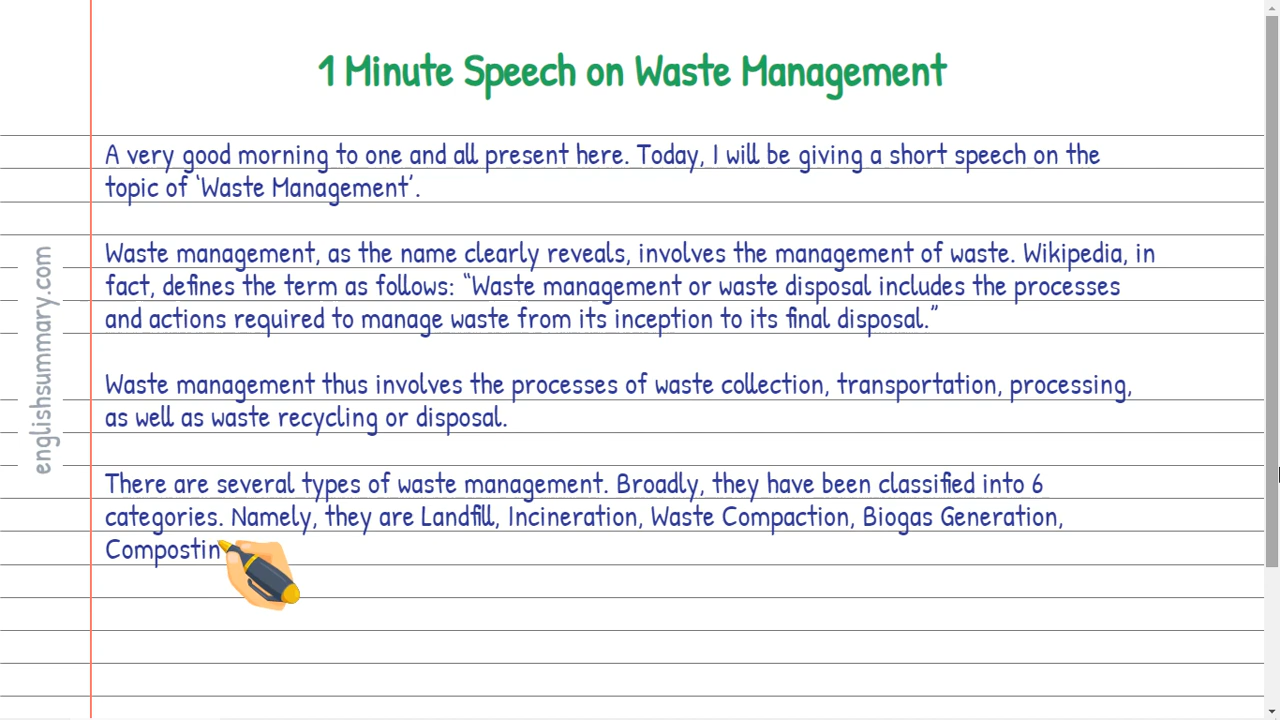 1 Minute Speech on Waste Management
A very good morning to one and all present here. Today, I will be giving a short speech on the
topic of ‘Waste Management’.
Waste management, as the name clearly reveals, involves the management of waste. Wikipedia, in
fact, defines the term as follows: “Waste management or waste disposal includes the processes
and actions required to manage waste from its inception to its final disposal.”
Waste management thus involves the processes of waste collection, transportation, processing,
as well as waste recycling or disposal.
There are several types of waste management. Broadly, they have been classified into 6
categories. Namely, they are Landfill, Incineration, Waste Compaction, Biogas Generation,
Compostin
englishsummary.com